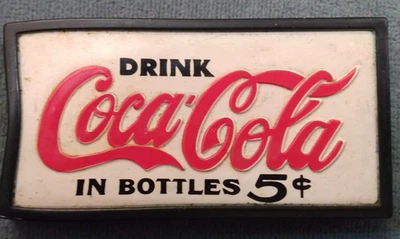 DRINK
Coca-Cola
IN BOTTLES 5¢